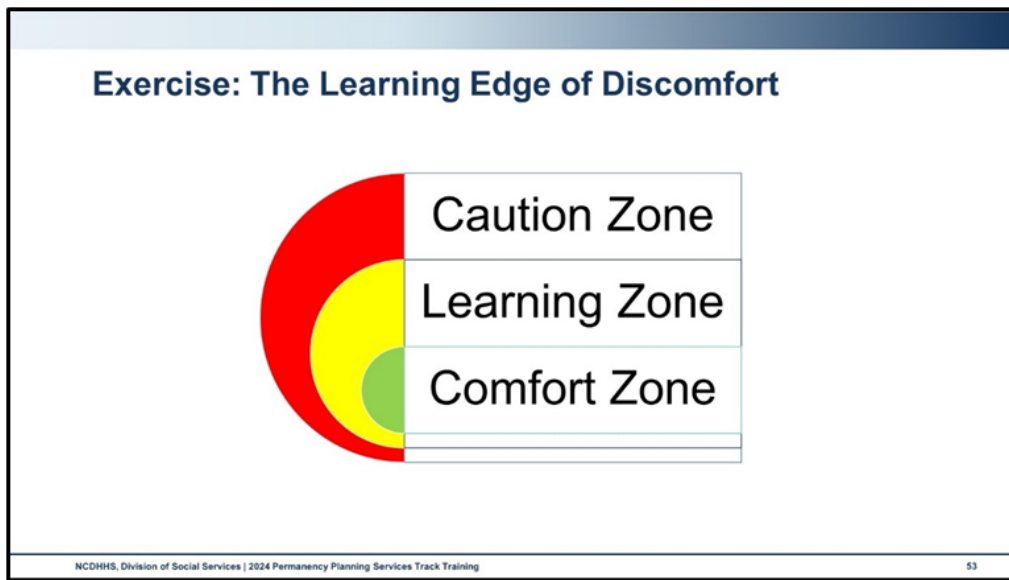 Exercise: The Learning Edge of Discomfort
Caution Zone
Learning Zone
Comfort Zone
NCDHHS, Division of Social Services | 2024 Permanency Planning Services Track Training
53